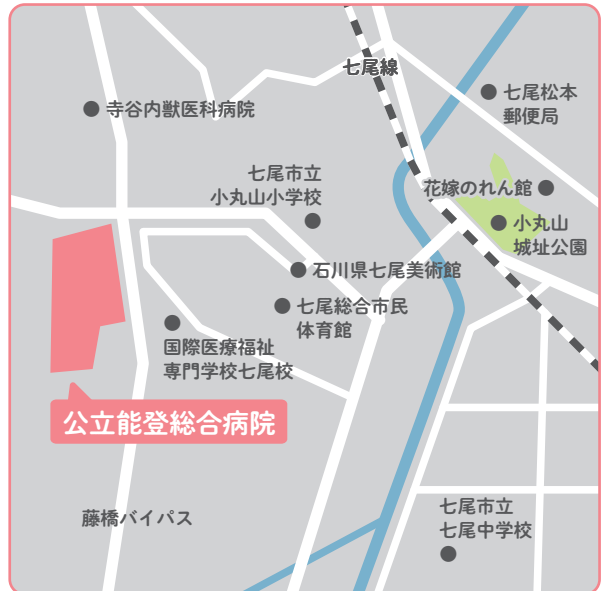 七尾線
七尾松本
郵便局
寺谷内獣医科病院
七尾市立
小丸山小学校
花嫁のれん館
小丸山
城址公園
石川県七尾美術館
七尾総合市民
体育館
国際医療福祉
専門学校七尾校
公立能登総合病院
藤橋バイパス
七尾市立
七尾中学校